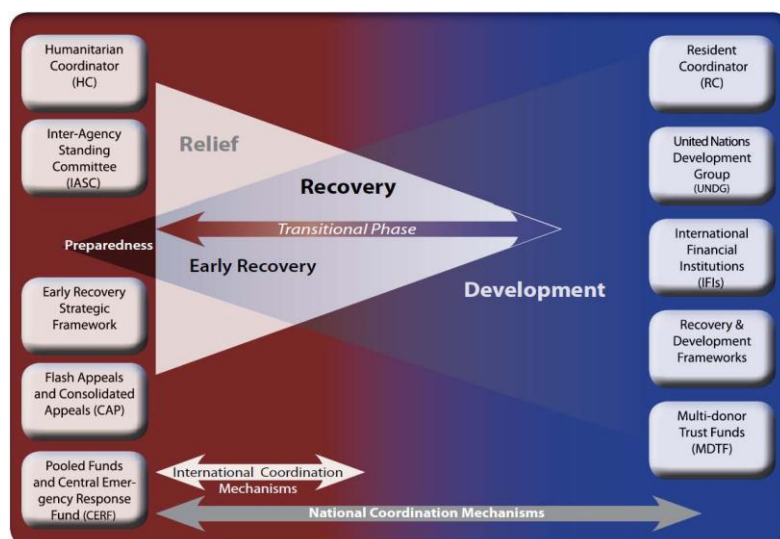 Humanitarian
Coordinator
(HC)
Inter-Agency
Standing
Committee
(IASC)
Early Recovery
Strategic
Framework
Flash Appeals
and Consolidated
Appeals (CAP)
Pooled Funds
and Central Emer-
gency Response
Fund (CERF)
Relief
Recovery
Transitional Phase
Preparedness
Early Recovery
Development
International Coordination
Mechanisms
National Coordination Mechanisms
Resident
Coordinator
(RC)
United Nations
Development
Group
(UNDG)
International
Financial
Institutions
(IFIs)
Recovery &
Development
Frameworks
Multi-donor
Trust Funds
(MDTF)